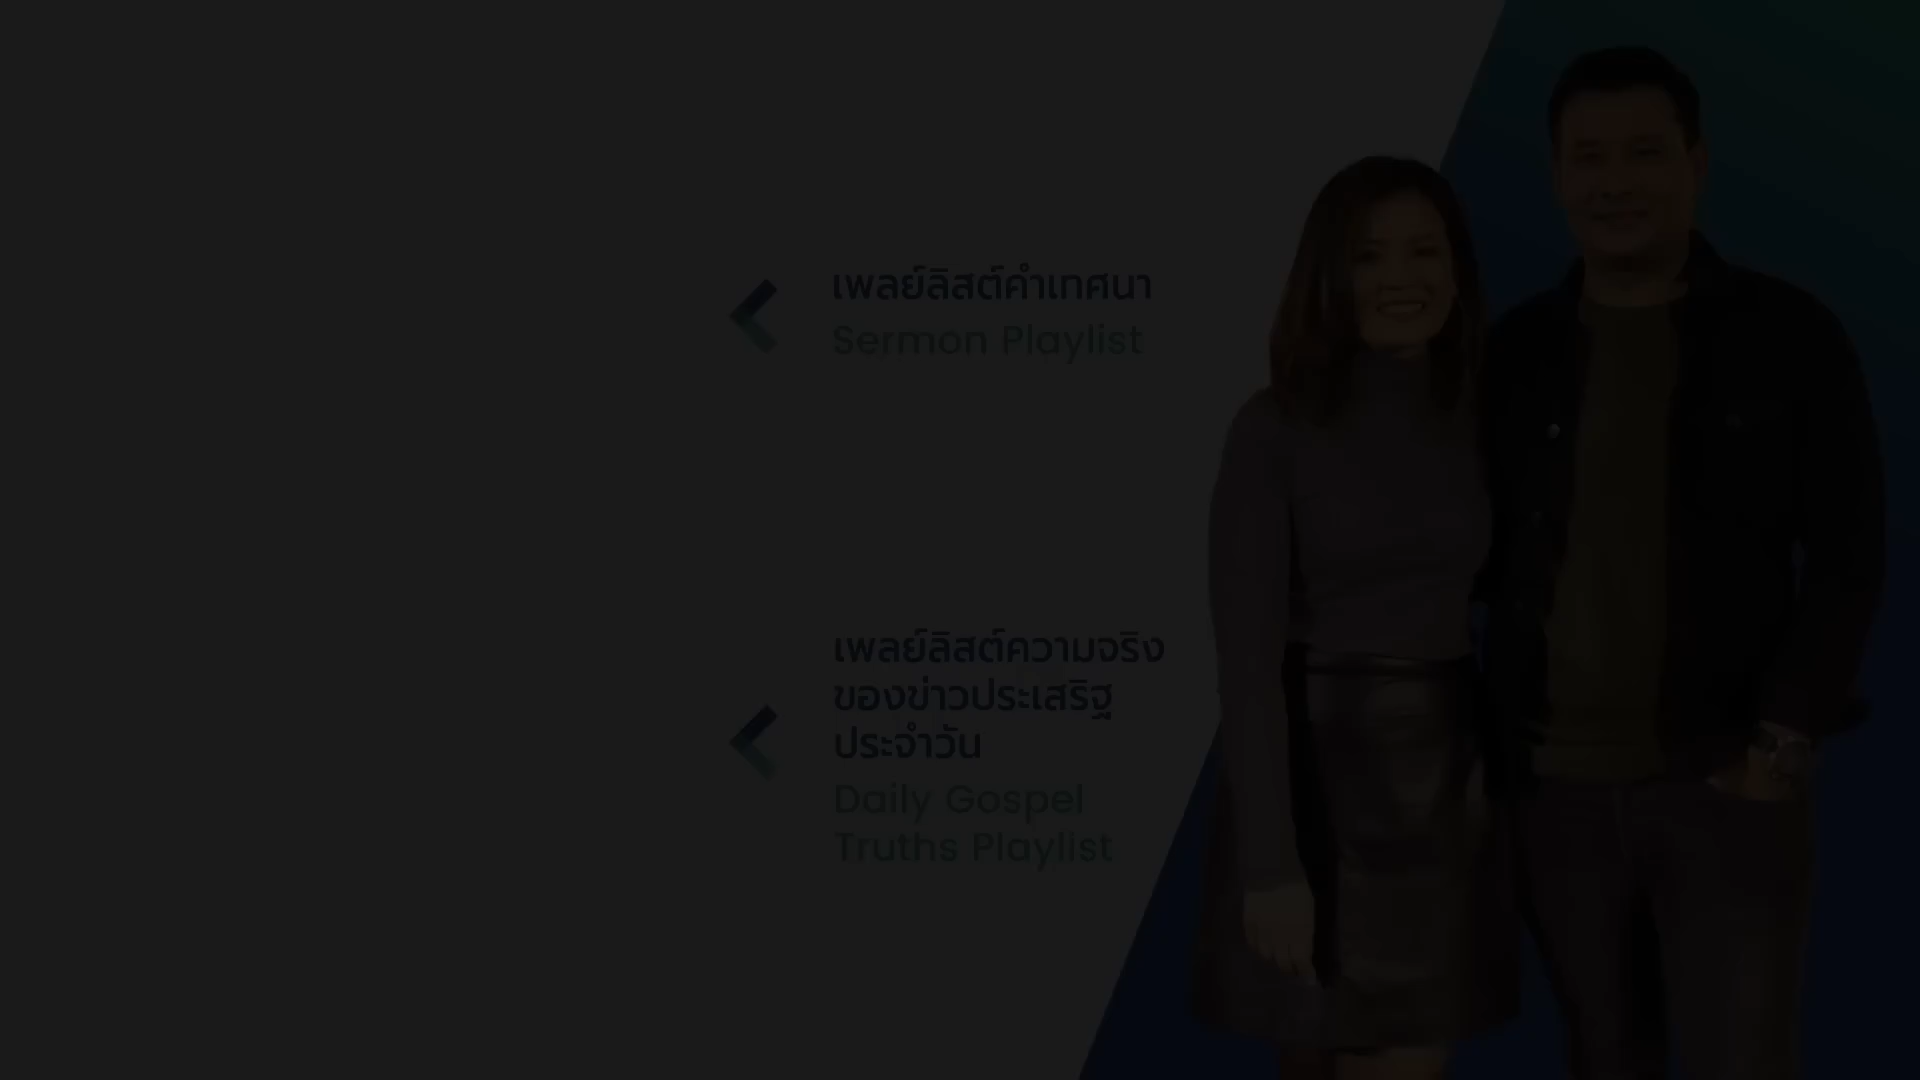 เพลย์ลิสต์คำเทศนา
Sermon Playlist
เพลย์ลิสต์ความจริง
ของข่าวประเสริฐ
ประจำวัน
Daily Gospel
Truths Playlist